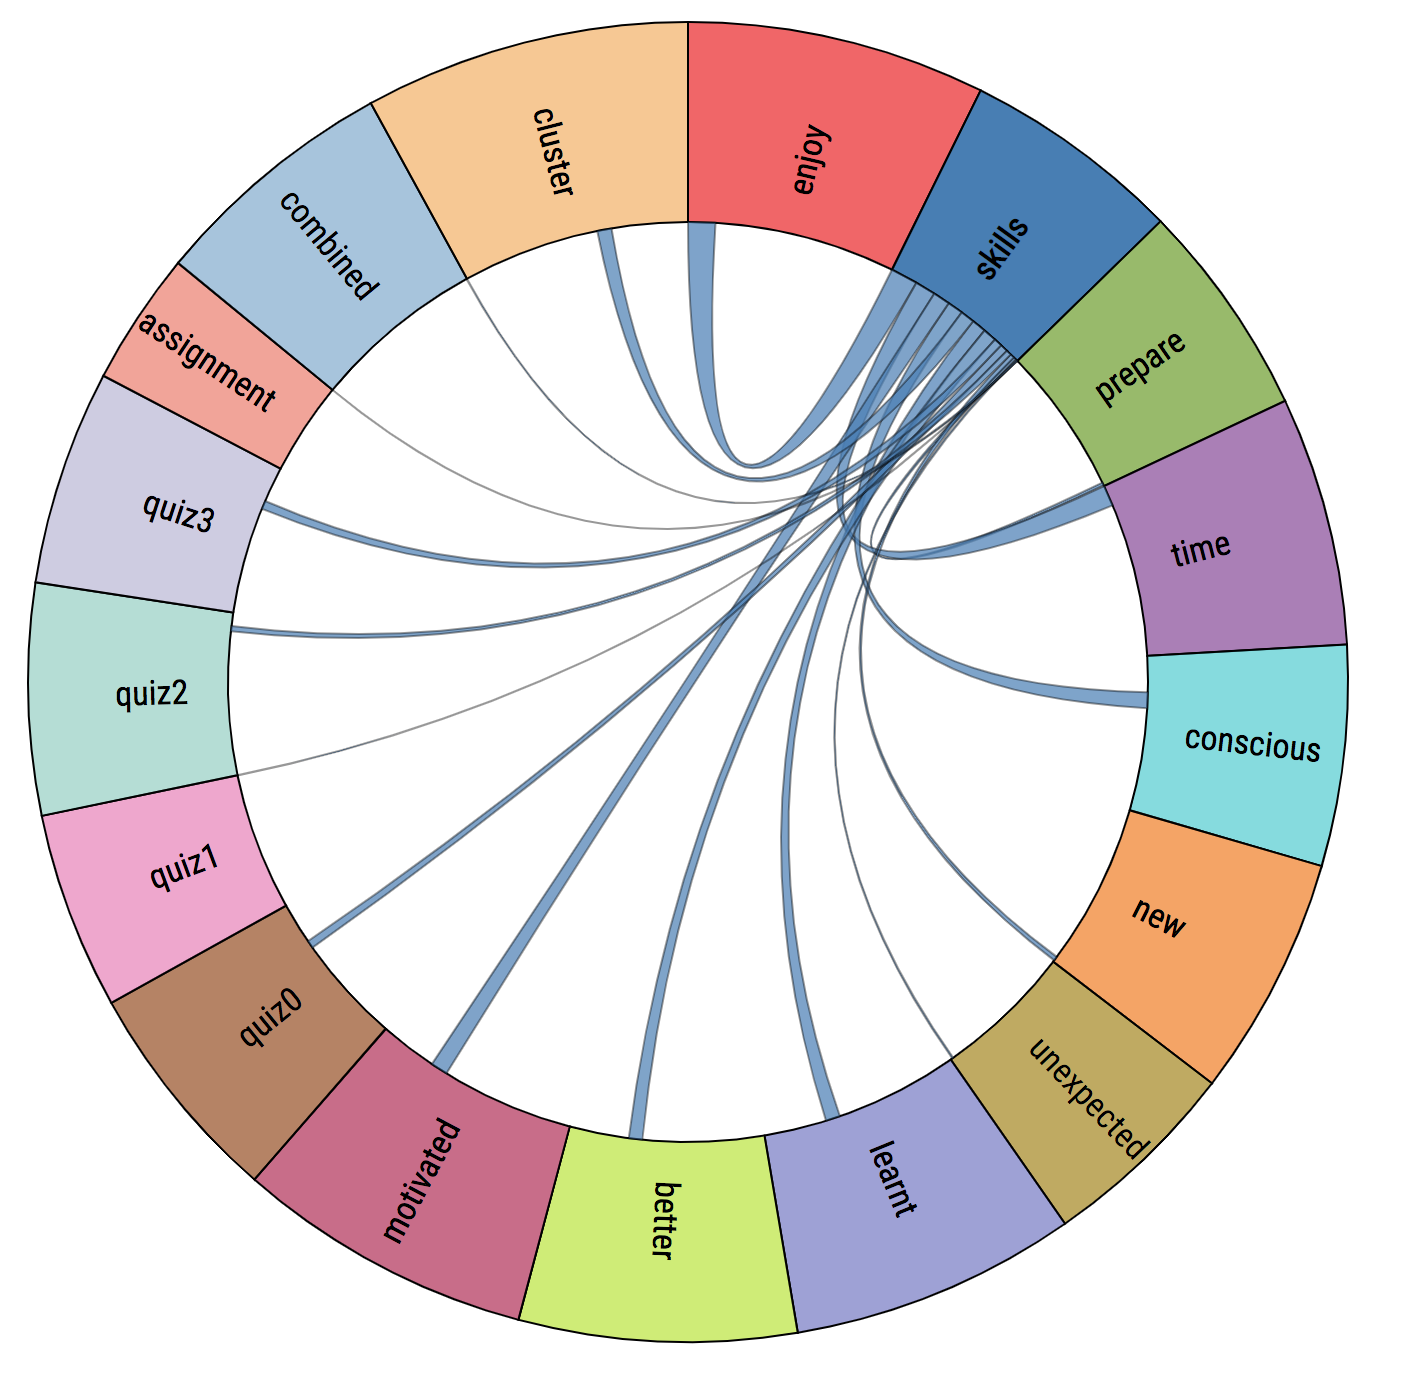 enjoy
skills
prepare
time
conscious
new
unexpected
learnt
better
motivated
quiz0
quiz1
quiz2
quiz3
assignment
combined
cluster